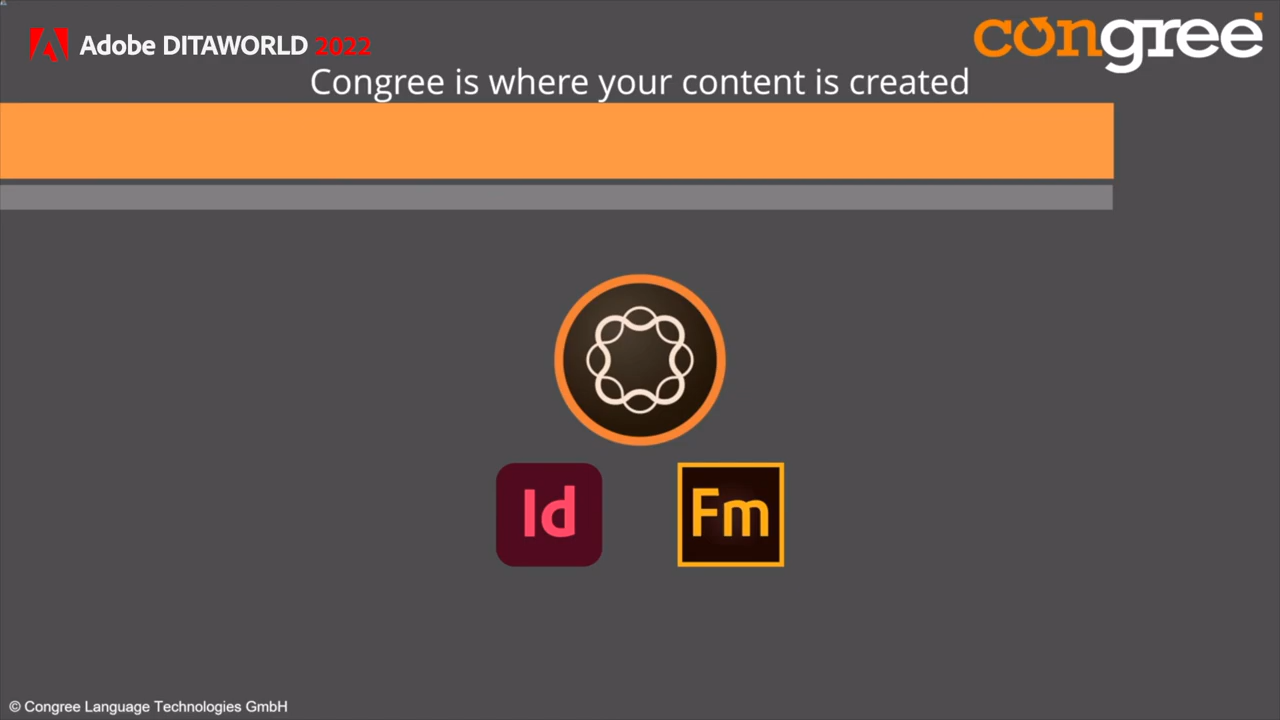 Adobe DITAWORLD 2022
congree
Congree is where your content is created
Id
Fm
© Congree Language Technologies GmbH